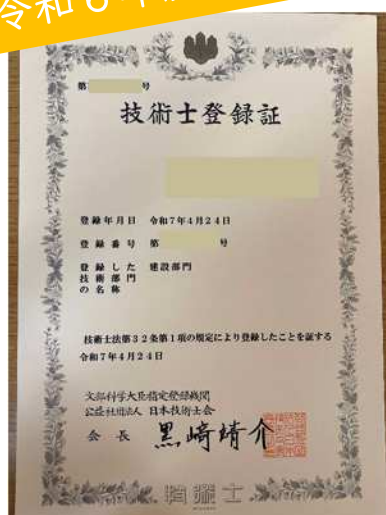 令和6年
第 号
技術士登録証
登録年月日 令和7年4月24日
登録番号 第 号
登録した 建設部門
技術部門
の名称
技術士法第32条第1項の規定により登録したことを証する
令和7年4月24日
文部科学大臣指定登録機関
公益社団法人 日本技術士会
会長 黒﨑靖介
技術士